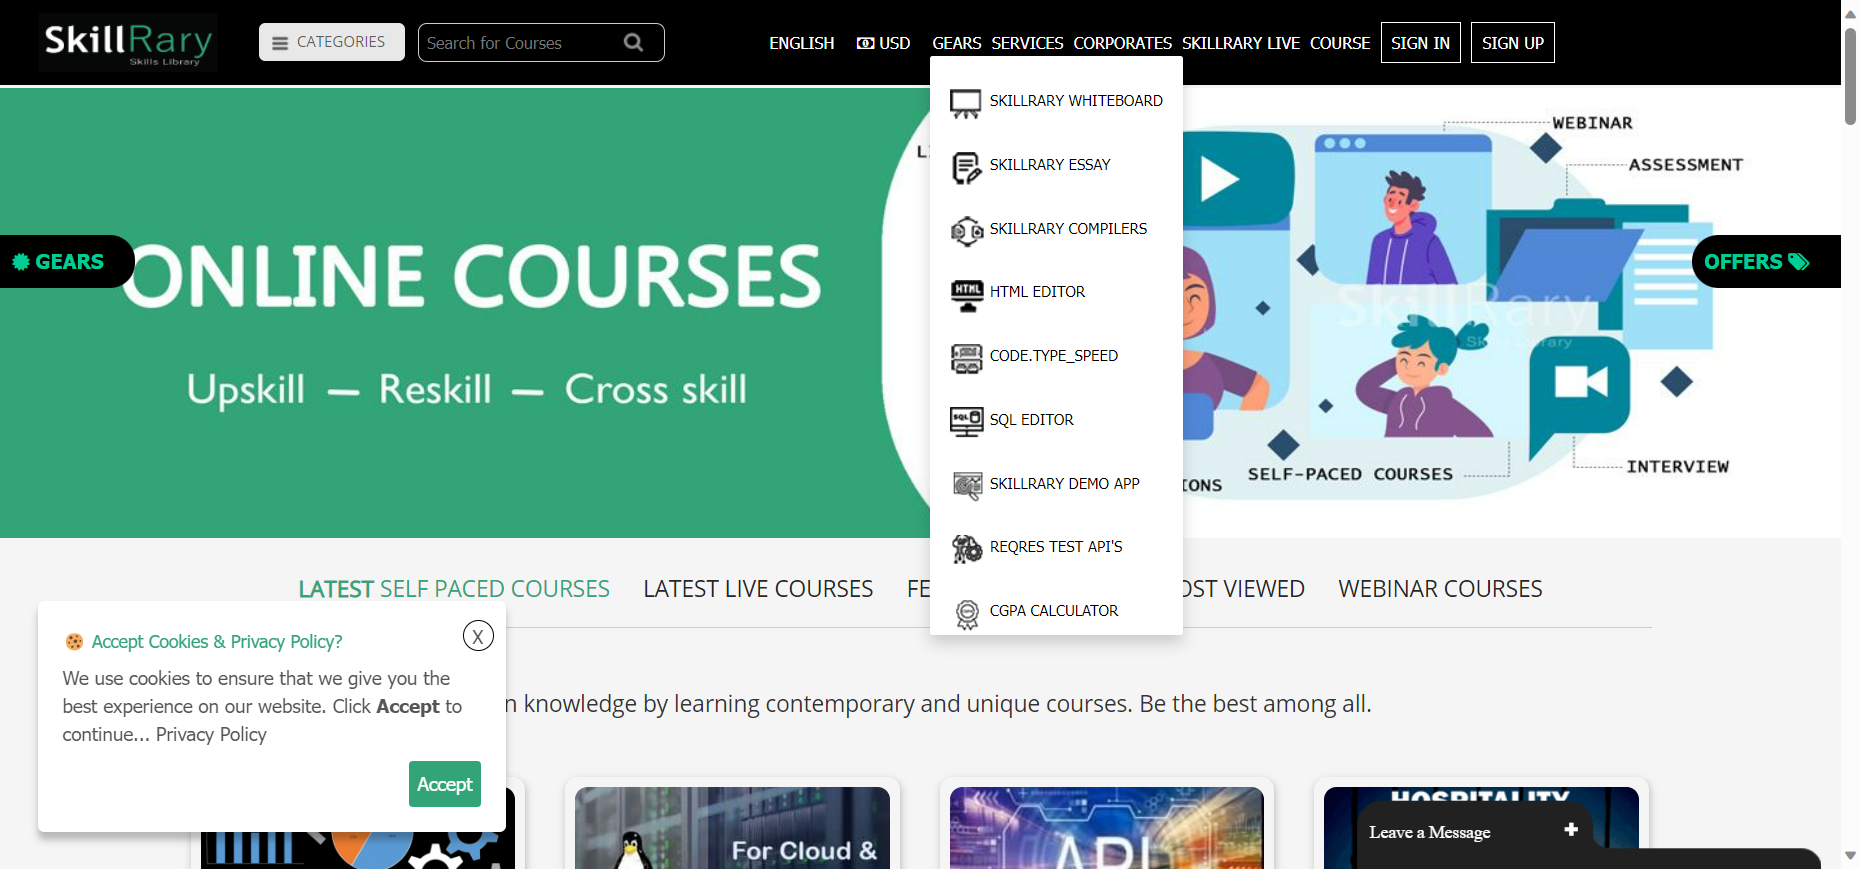 SkillRary
Skills Library
CATEGORIES
Search for Courses
ENGLISH
USD
GEARS
SERVICES
CORPORATES
SKILLRARY LIVE
COURSE
SIGN IN
SIGN UP
SKILLRARY WHITEBOARD
SKILLRARY ESSAY
SKILLRARY COMPILERS
HTML
HTML EDITOR
CODE.TYPE_SPEED
SQL
SQL EDITOR
SKILLRARY DEMO APP
REQRES TEST API'S
CGPA CALCULATOR
GEARS
ONLINE COURSES
Upskill — Reskill — Cross skill
WEBINAR
ASSESSMENT
OFFERS
SkillRary
Skills Library
SELF-PACED COURSES
INTERVIEW
IONS
LATEST SELF PACED COURSES
LATEST LIVE COURSES
FE
OST VIEWED
WEBINAR COURSES
n knowledge by learning contemporary and unique courses. Be the best among all.
Accept Cookies & Privacy Policy?
X
We use cookies to ensure that we give you the
best experience on our website. Click Accept to
continue... Privacy Policy
Accept
For Cloud &
API
HOSPITALITY
Leave a Message
+